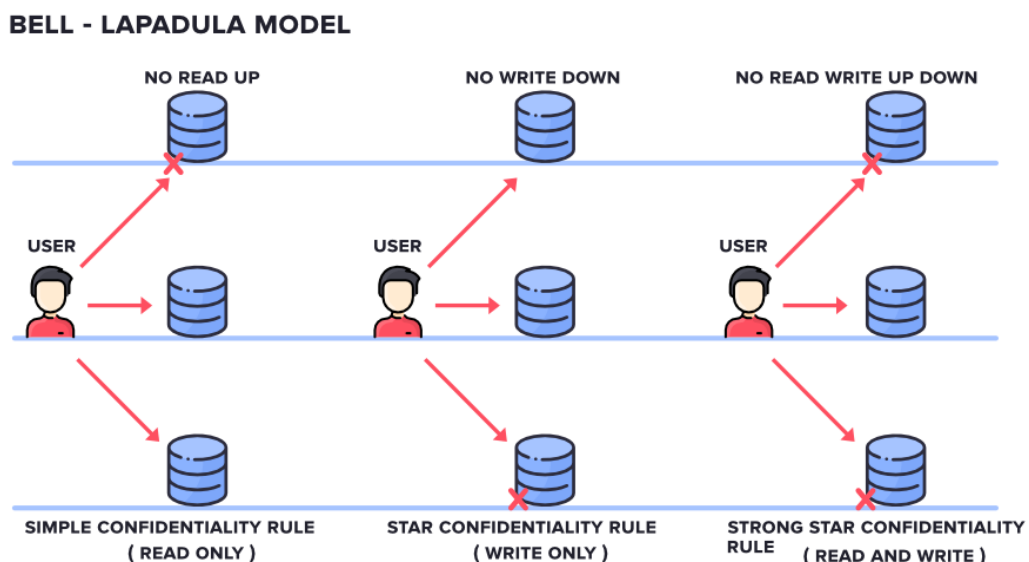 BELL - LAPADULA MODEL
NO READ UP
NO WRITE DOWN
NO READ WRITE UP DOWN
USER
USER
USER
SIMPLE CONFIDENTIALITY RULE
( READ ONLY )
STAR CONFIDENTIALITY RULE
( WRITE ONLY )
STRONG STAR CONFIDENTIALITY
RULE ( READ AND WRITE )